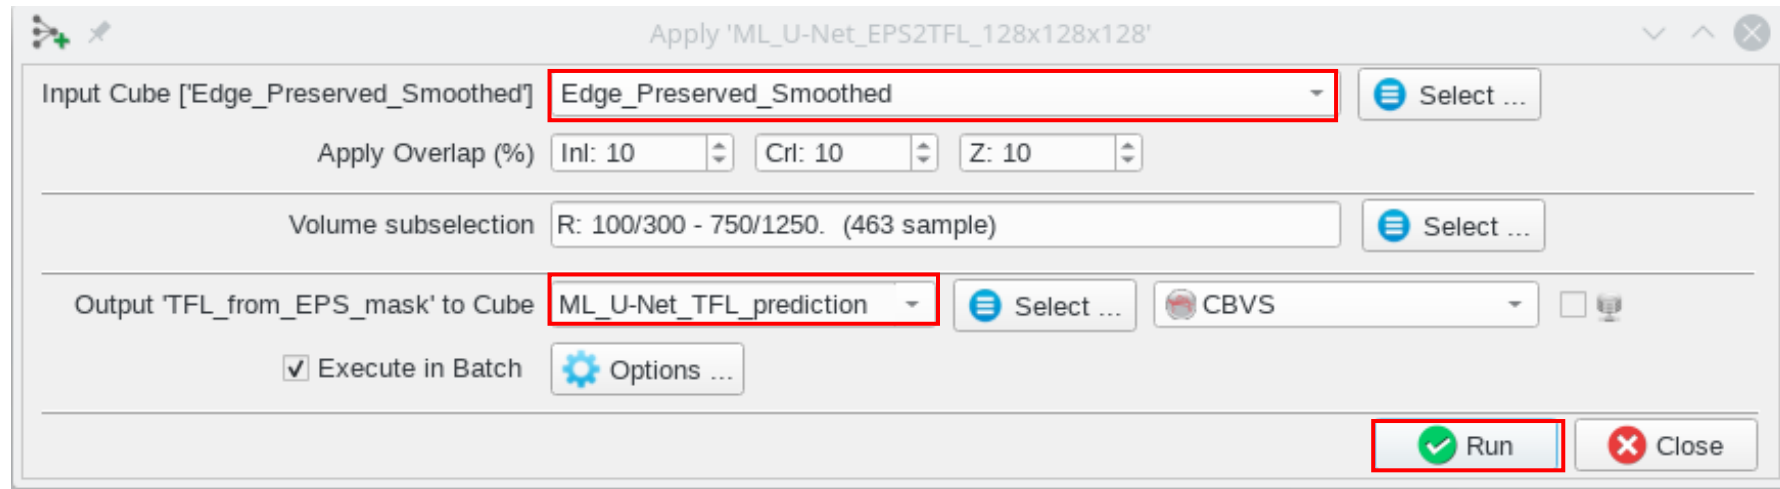 Apply 'ML_U-Net_EPS2TFL_128x128x128'
Input Cube ['Edge_Preserved_Smoothed'] Edge_Preserved_Smoothed Select ...
Apply Overlap (%) Inl: 10 Crl: 10 Z: 10
Volume subselection R: 100/300 - 750/1250. (463 sample) Select ...
Output 'TFL_from_EPS_mask' to Cube ML_U-Net_TFL_prediction Select ... CBVS
Execute in Batch Options ...
Run Close